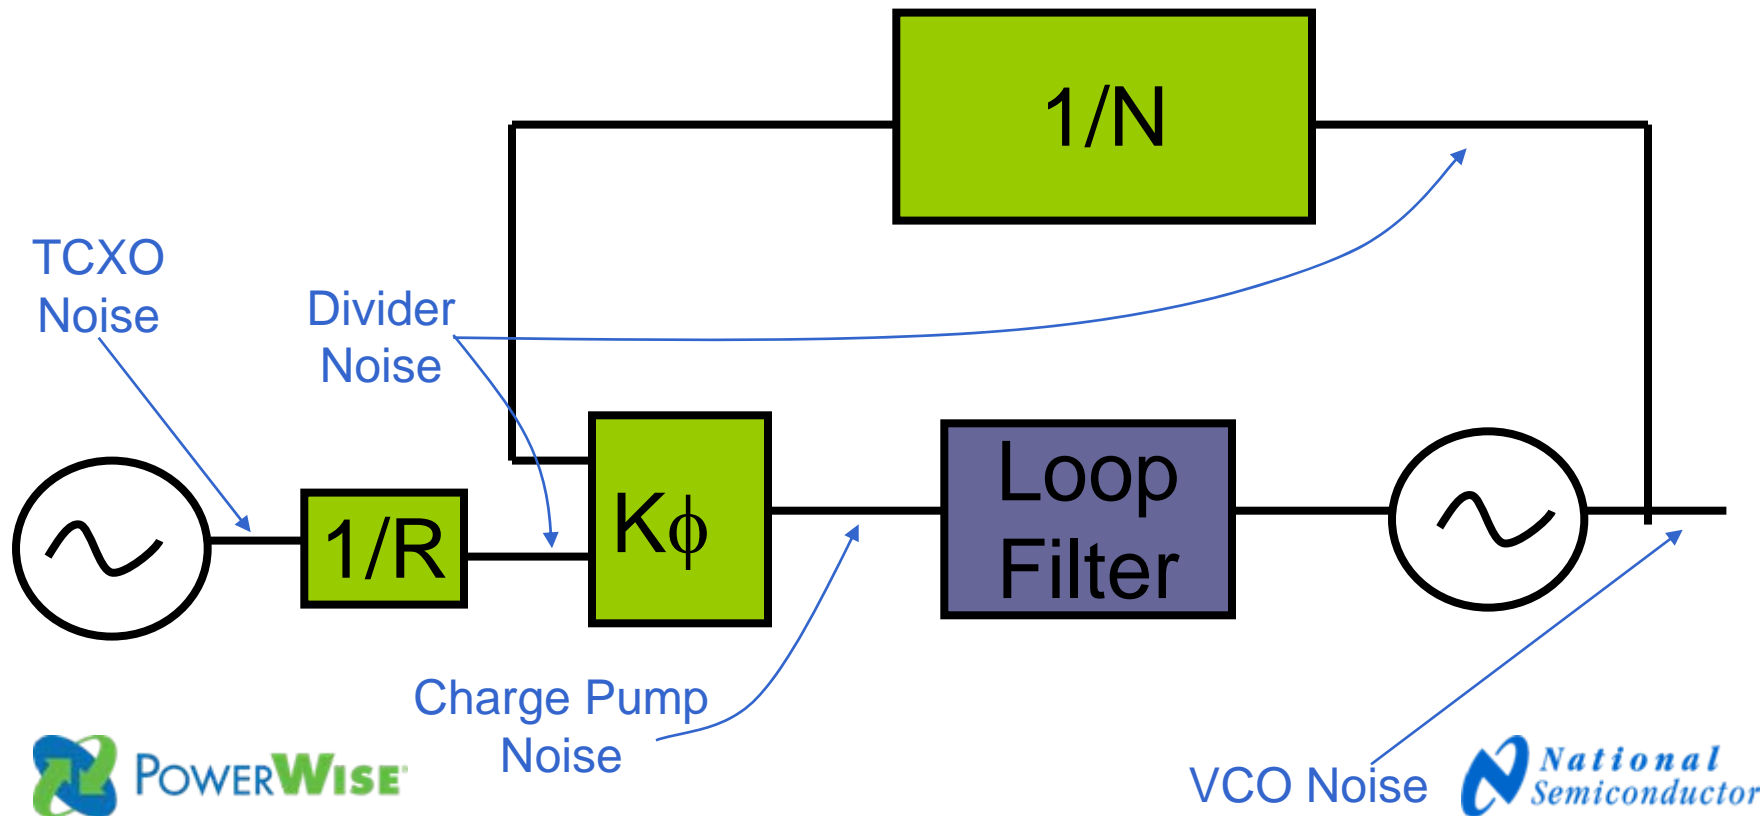 1/N
TCXO
Noise
Divider
Noise
1/R
Kϕ
Loop
Filter
Charge Pump
Noise
VCO Noise
POWERWISE
National
Semiconductor